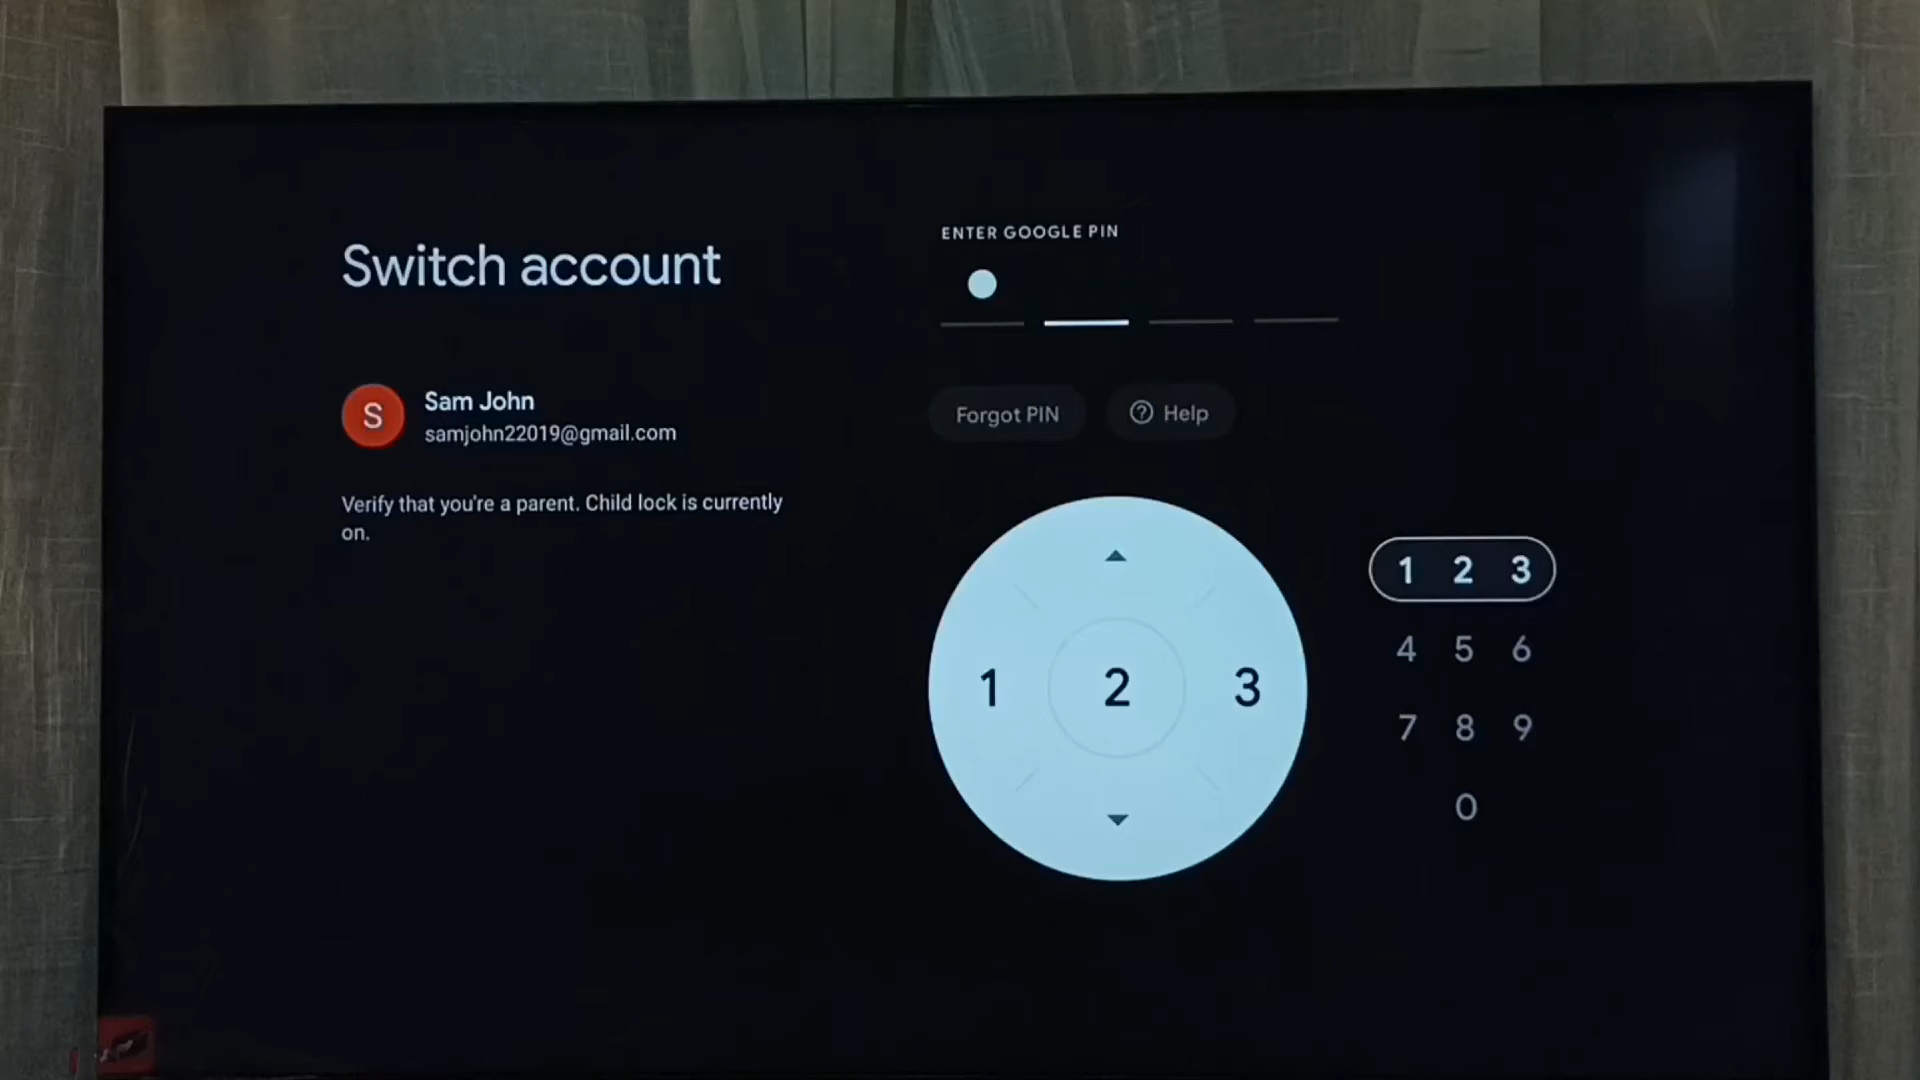 Switch account
S
Sam John
samjohn22019@gmail.com
Verify that you're a parent. Child lock is currently
on.
ENTER GOOGLE PIN
Forgot PIN
? Help
1 2 3
1 2 3
4 5 6
7 8 9
0